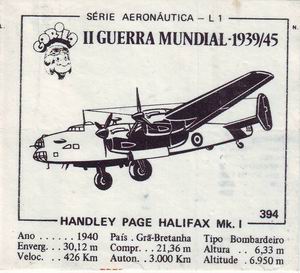 SÉRIE AERONÁUTICA - L 1
II GUERRA MUNDIAL-1939/45
394
HANDLEY PAGE HALIFAX Mk. I
Ano . . . . . . 1940 País . Grã-Bretanha Tipo Bombardeiro
Enverg. . 30,12 m Compr. . . 21,36 m Altura . . 6,33 m
Veloc. . . 426 Km Auton. . 3.000 Km Altitude . 6.950 m